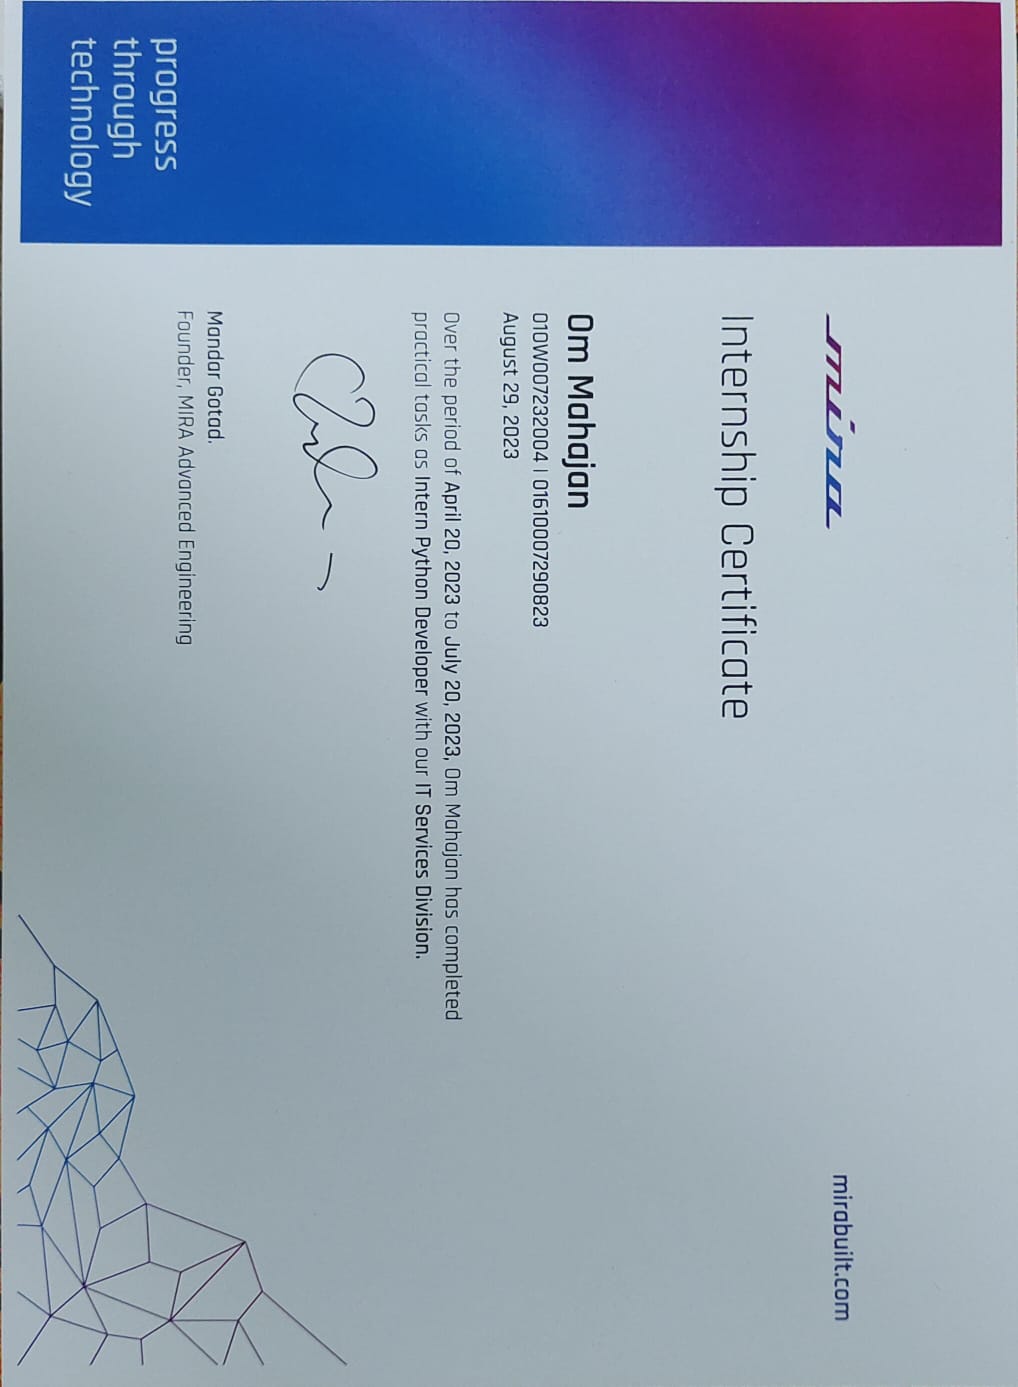 mira
mirabuilt.com
Internship Certificate
Om Mahajan
010W007232004 | 01610007290823
August 29, 2023
Over the period of April 20, 2023 to July 20, 2023, Om Mahajan has completed
practical tasks as Intern Python Developer with our IT Services Division.
Mandar Gatad,
Founder, MIRA Advanced Engineering
progress
through
technology